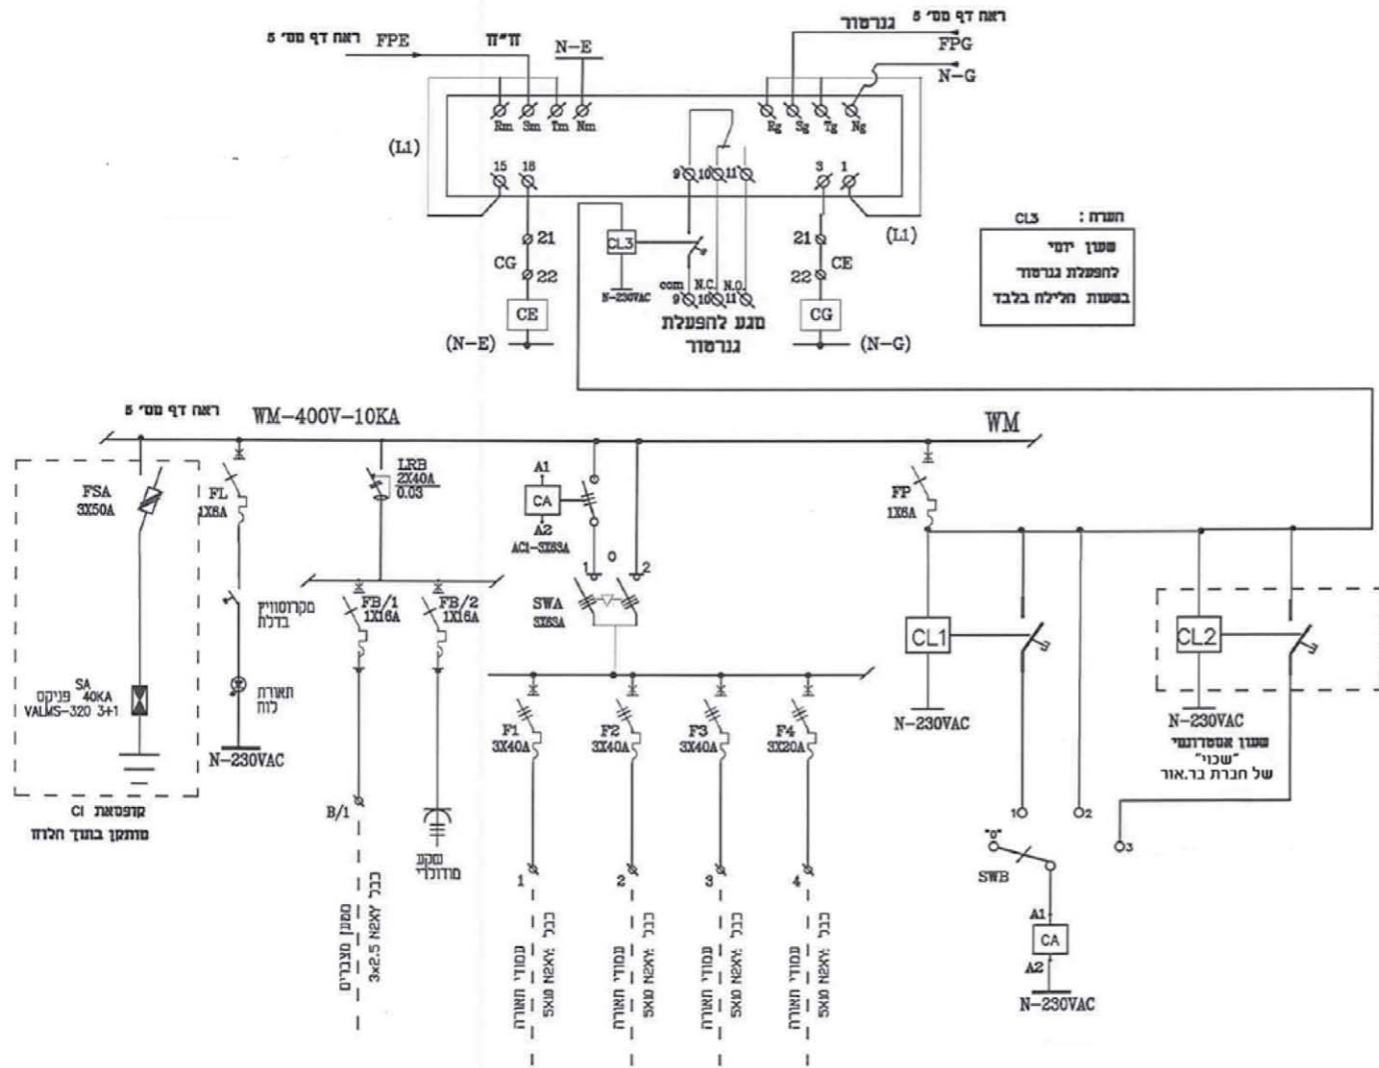 ראה דף מס' 5
FPE
ח"ח
N-E
גנרטור
ראה דף מס' 5
FPG
N-G
Rm
Sm
Tm
Nm
Rg
Sg
Tg
Ng
(L1)
15
16
9
10
11
3
1
(L1)
21
CG
22
CE
(N-E)
CL3
N-230VAC
com
N.C.
N.O.
9
10
11
מגע להפעלת
גנרטור
21
CE
22
CG
(N-G)
הערה : CL3
שעון יומי
להפעלת גנרטור
בשעות הלילה בלבד
ראה דף מס' 5
WM-400V-10KA
WM
FSA
3X50A
SA
פניקס 40KA
VALMS-320 3+1
קופסאת CI
מותקן בתוך הלוח
FL
1X6A
מקרוסוויץ
בדלת
תאורת
לוח
N-230VAC
LRB
2X40A
0.03
FB/1
1X16A
FB/2
1X16A
B/1
מטען מצברים
כבל N2XY 3x2.5
שקע
מודולרי
A1
CA
A2
AC1-3X63A
0
1
2
SWA
3X63A
F1
3X40A
F2
3X40A
F3
3X40A
F4
3X20A
1
2
3
4
עמודי תאורה
כבל N2XY: 5X10
עמודי תאורה
כבל N2XY: 5X10
עמודי תאורה
כבל N2XY: 5X10
עמודי תאורה
כבל N2XY: 5X10
FP
1X6A
CL1
N-230VAC
CL2
N-230VAC
שעון אסטרונומי
"שכוי"
של חברת בר.אור
1
2
3
"0"
SWB
A1
CA
A2
N-230VAC